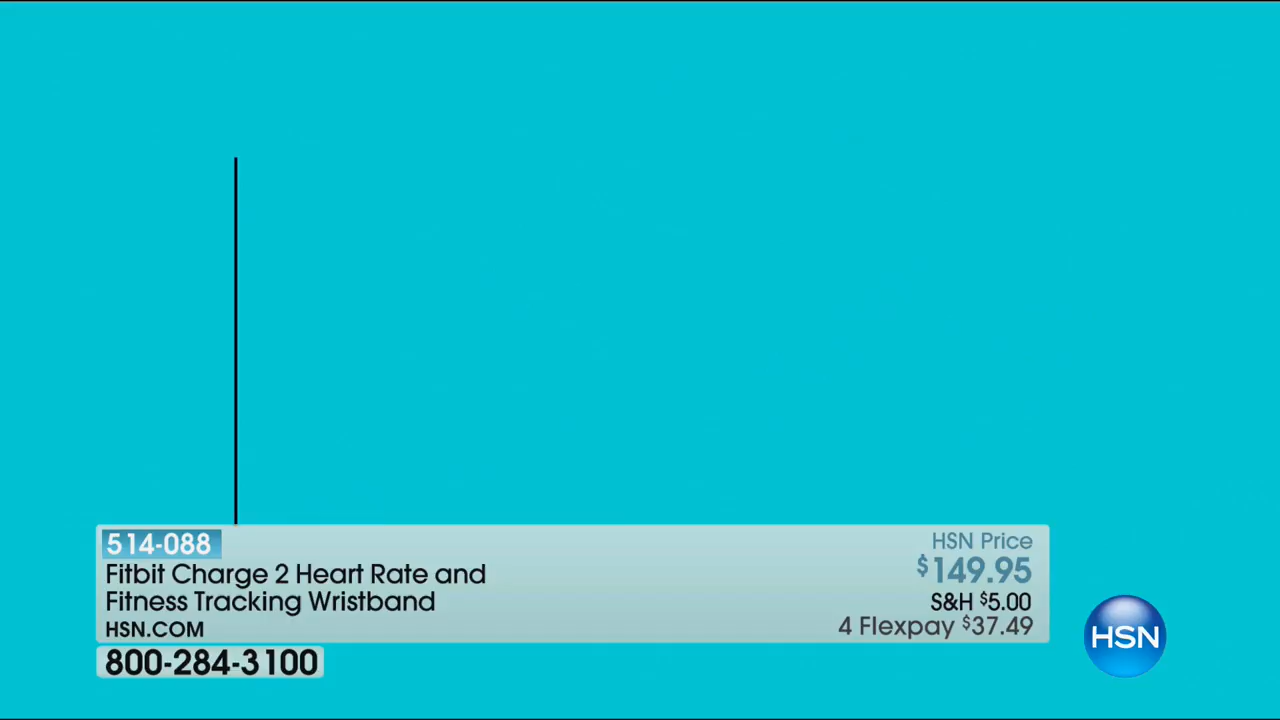 514-088
Fitbit Charge 2 Heart Rate and
Fitness Tracking Wristband
HSN.COM
800-284-3100
HSN Price
$149.95
S&H $5.00
4 Flexpay $37.49
HSN